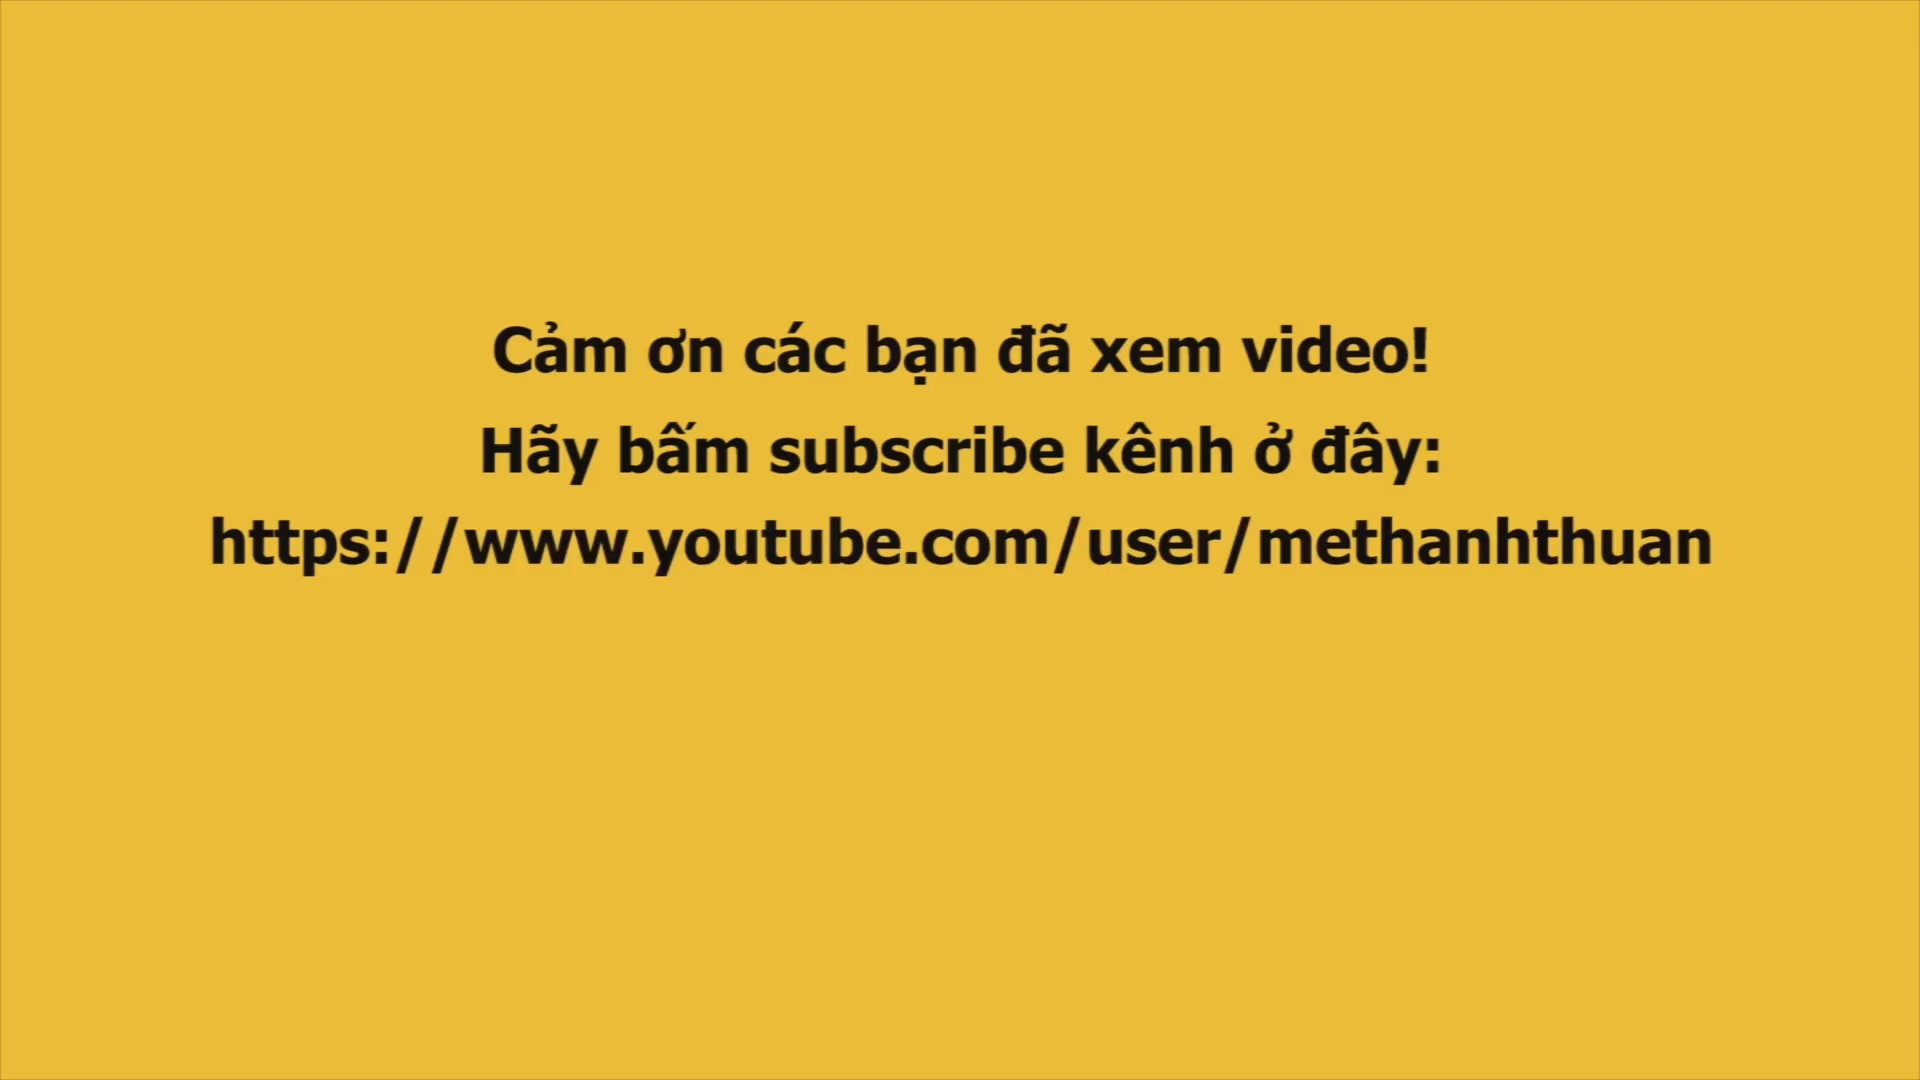 Cảm ơn các bạn đã xem video!
Hãy bấm subscribe kênh ở đây:
https://www.youtube.com/user/methanhthuan